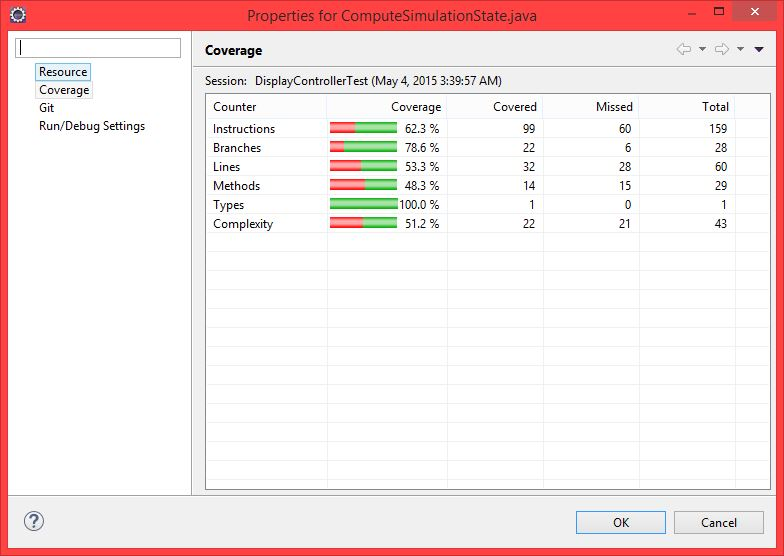 Properties for ComputeSimulationState.java
Resource
Coverage
Git
Run/Debug Settings
Coverage
Session: DisplayControllerTest (May 4, 2015 3:39:57 AM)
Counter Coverage Covered Missed Total
Instructions 62.3 % 99 60 159
Branches 78.6 % 22 6 28
Lines 53.3 % 32 28 60
Methods 48.3 % 14 15 29
Types 100.0 % 1 0 1
Complexity 51.2 % 22 21 43
?
OK Cancel